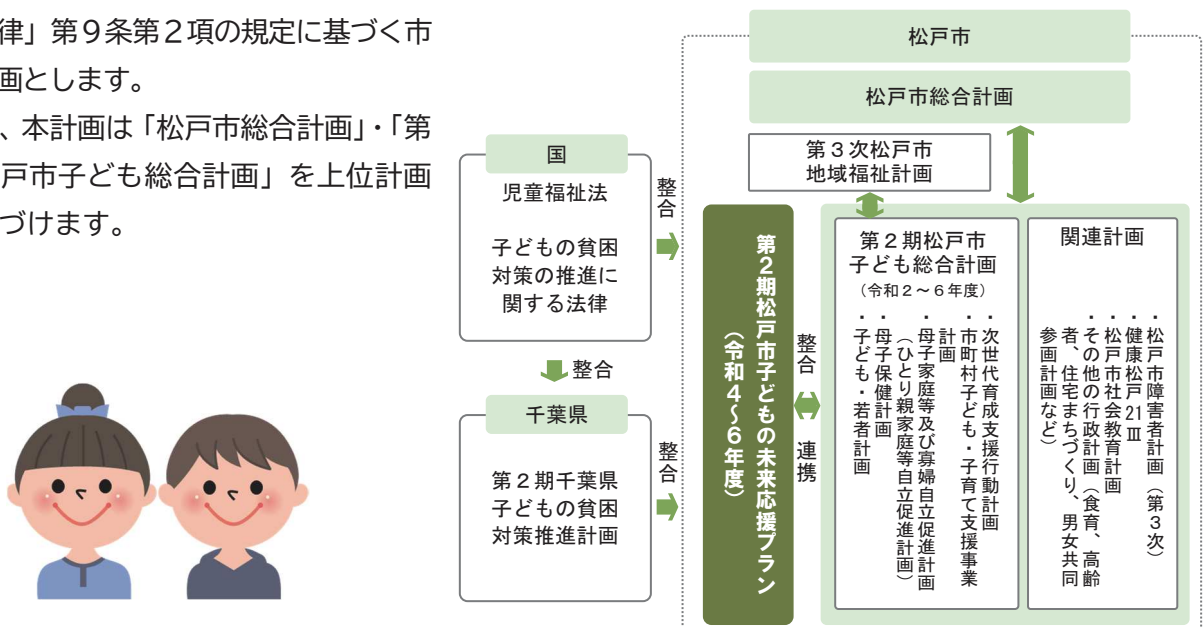 律」第９条第２項の規定に基づく市
画とします。
、本計画は「松戸市総合計画」・「第
戸市子ども総合計画」を上位計画
づけます。
国
児童福祉法
子どもの貧困
対策の推進に
関する法律
整合
整合
千葉県
第２期千葉県
子どもの貧困
対策推進計画
整合
松戸市
松戸市総合計画
第３次松戸市
地域福祉計画
第２期松戸市子どもの未来応援プラン
（令和４～６年度）
整合
連携
第２期松戸市
子ども総合計画
（令和２～６年度）
・次世代育成支援行動計画
・市町村子ども・子育て支援事業
計画
・母子家庭等及び寡婦自立促進計画
（ひとり親家庭等自立促進計画）
・母子保健計画
・子ども・若者計画
関連計画
・松戸市障害者計画（第３次）
・健康松戸21Ⅲ
・松戸市社会教育計画
・その他の行政計画（食育、高齢
者、住宅まちづくり、男女共同
参画計画など）